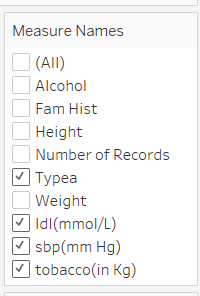 Measure Names
(All)
Alcohol
Fam Hist
Height
Number of Records
Typea
Weight
ldl(mmol/L)
sbp(mm Hg)
tobacco(in Kg)